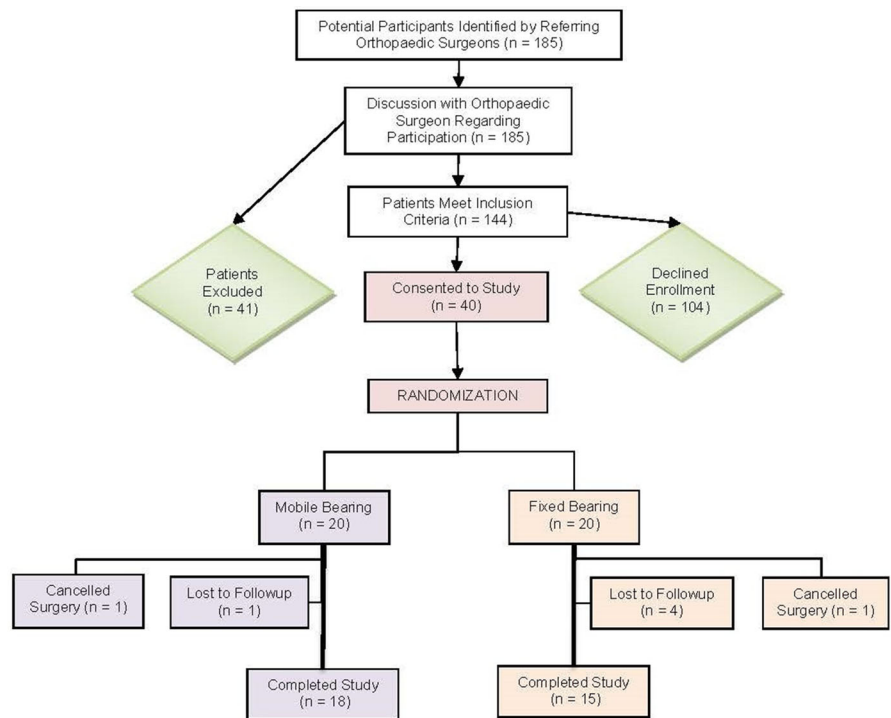 Potential Participants Identified by Referring
Orthopaedic Surgeons (n = 185)
Discussion with Orthopaedic
Surgeon Regarding
Participation (n = 185)
Patients Meet Inclusion
Criteria (n = 144)
Patients
Excluded
(n = 41)
Declined
Enrollment
(n = 104)
Consented to Study
(n = 40)
RANDOMIZATION
Mobile Bearing
(n = 20)
Fixed Bearing
(n = 20)
Cancelled
Surgery (n = 1)
Lost to Followup
(n = 1)
Lost to Followup
(n = 4)
Cancelled
Surgery (n = 1)
Completed Study
(n = 18)
Completed Study
(n = 15)